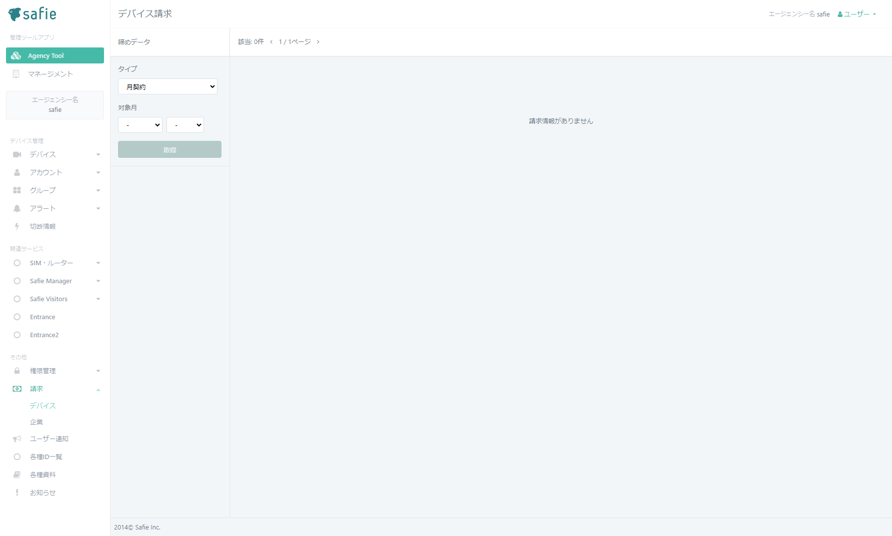 safie
管理ツールアプリ
Agency Tool
マネージメント
エージェンシー名
safie
デバイス管理
デバイス
アカウント
グループ
アラート
切断情報
関連サービス
SIM・ルーター
Safie Manager
Safie Visitors
Entrance
Entrance2
その他
権限管理
請求
デバイス
企業
ユーザー通知
各種ID一覧
各種資料
お知らせ
デバイス請求
エージェンシー名 safie
ユーザー
締めデータ
タイプ
月契約
対象月
-
-
取得
該当: 0件 ‹ 1 / 1ページ ›
請求情報がありません
2014© Safie Inc.